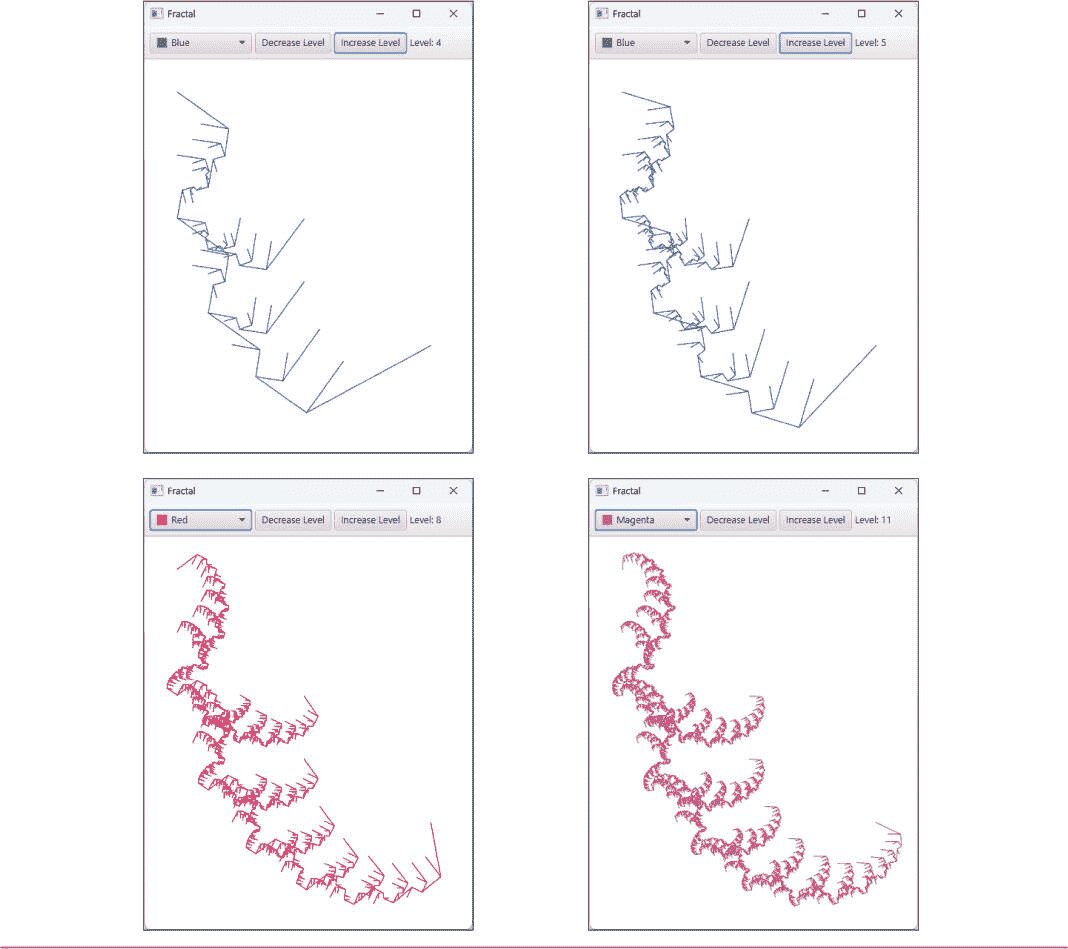 Fractal
Blue Decrease Level Increase Level Level: 4
Fractal
Blue Decrease Level Increase Level Level: 5
Fractal
Red Decrease Level Increase Level Level: 8
Fractal
Magenta Decrease Level Increase Level Level: 11